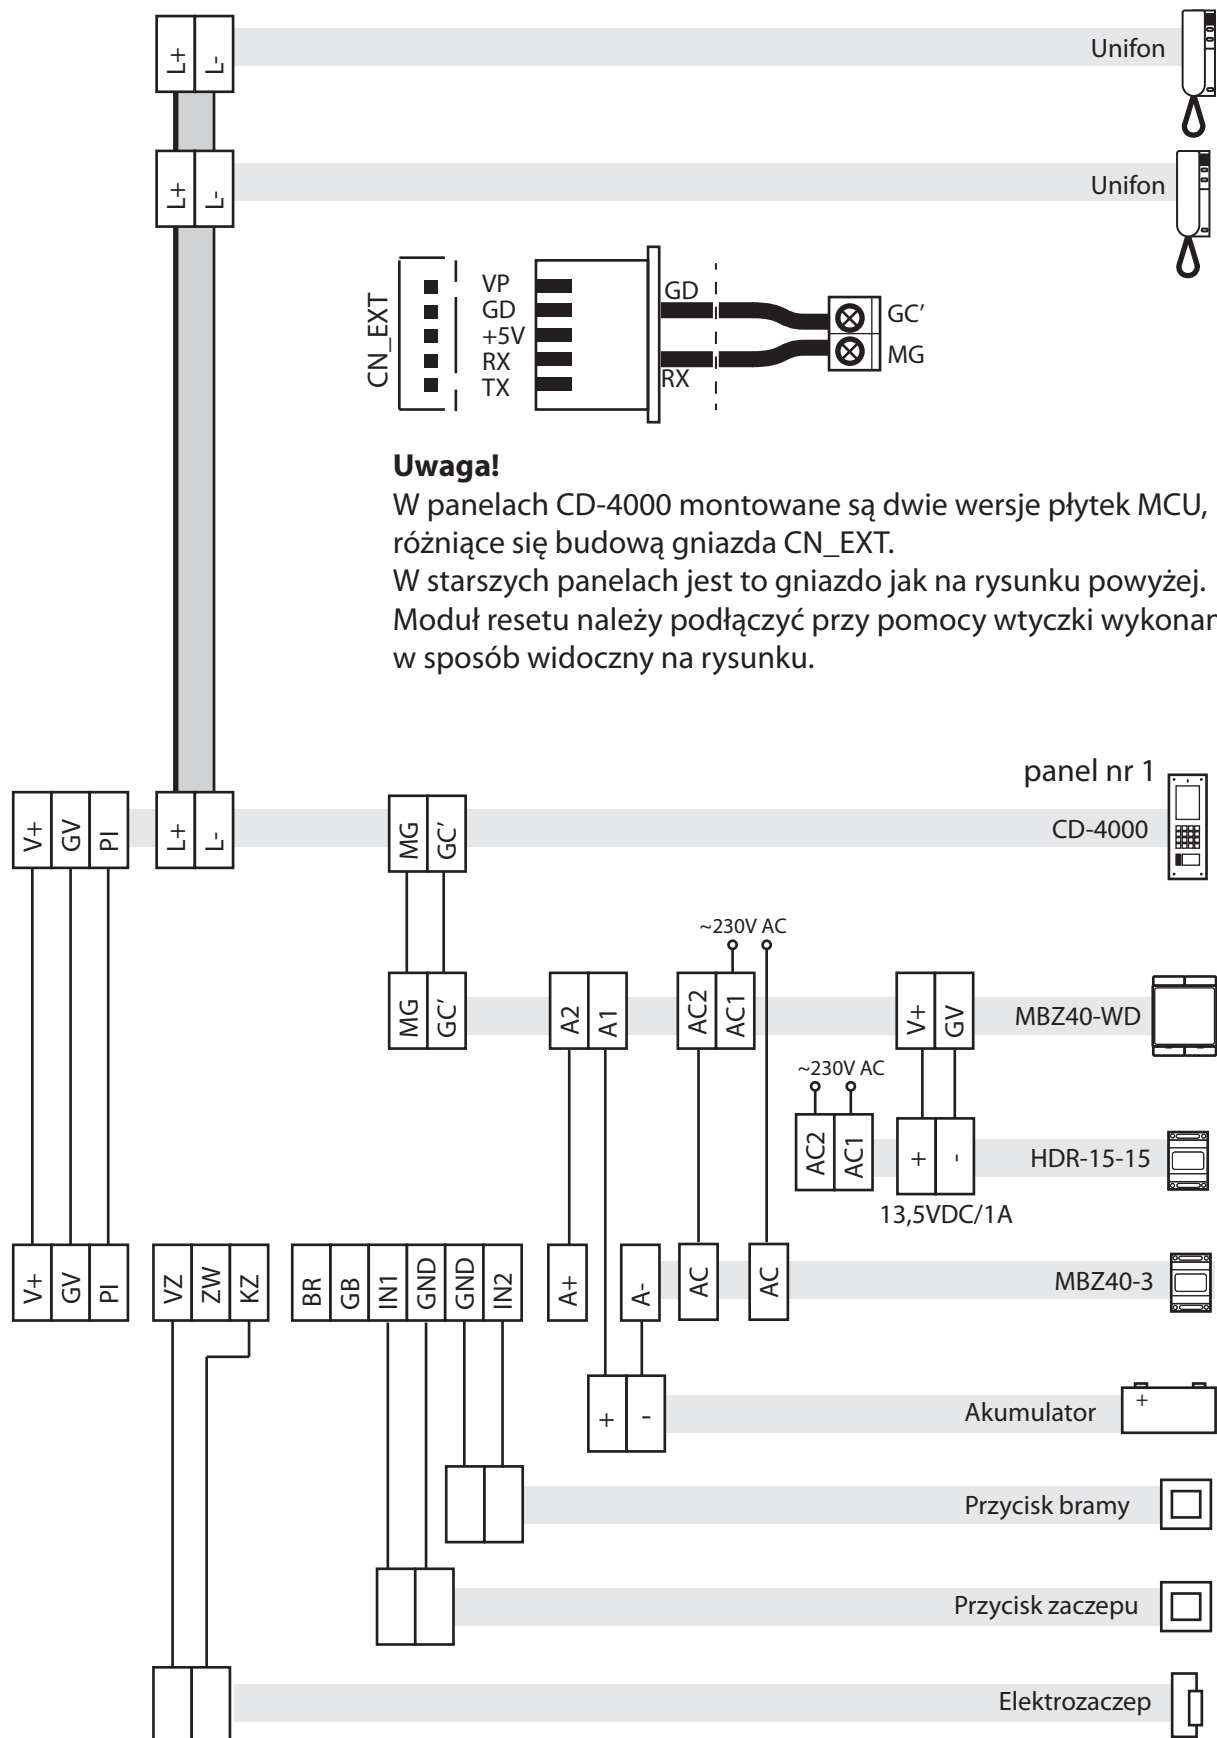 L+ L- Unifon
L+ L- Unifon
CN_EXT
VP
GD
+5V
RX
TX
GD
RX
GC’
MG
Uwaga!
W panelach CD-4000 montowane są dwie wersje płytek MCU,
różniące się budową gniazda CN_EXT.
W starszych panelach jest to gniazdo jak na rysunku powyżej.
Moduł resetu należy podłączyć przy pomocy wtyczki wykonan
w sposób widoczny na rysunku.
panel nr 1
V+ GV PI L+ L- MG GC’ CD-4000
~230V AC
MG GC’ A2 A1 AC2 AC1 V+ GV MBZ40-WD
~230V AC
AC2 AC1 + - HDR-15-15
13,5VDC/1A
V+ GV PI VZ ZW KZ BR GB IN1 GND GND IN2 A+ A- AC AC MBZ40-3
+ - Akumulator +
Przycisk bramy
Przycisk zaczepu
Elektrozaczep